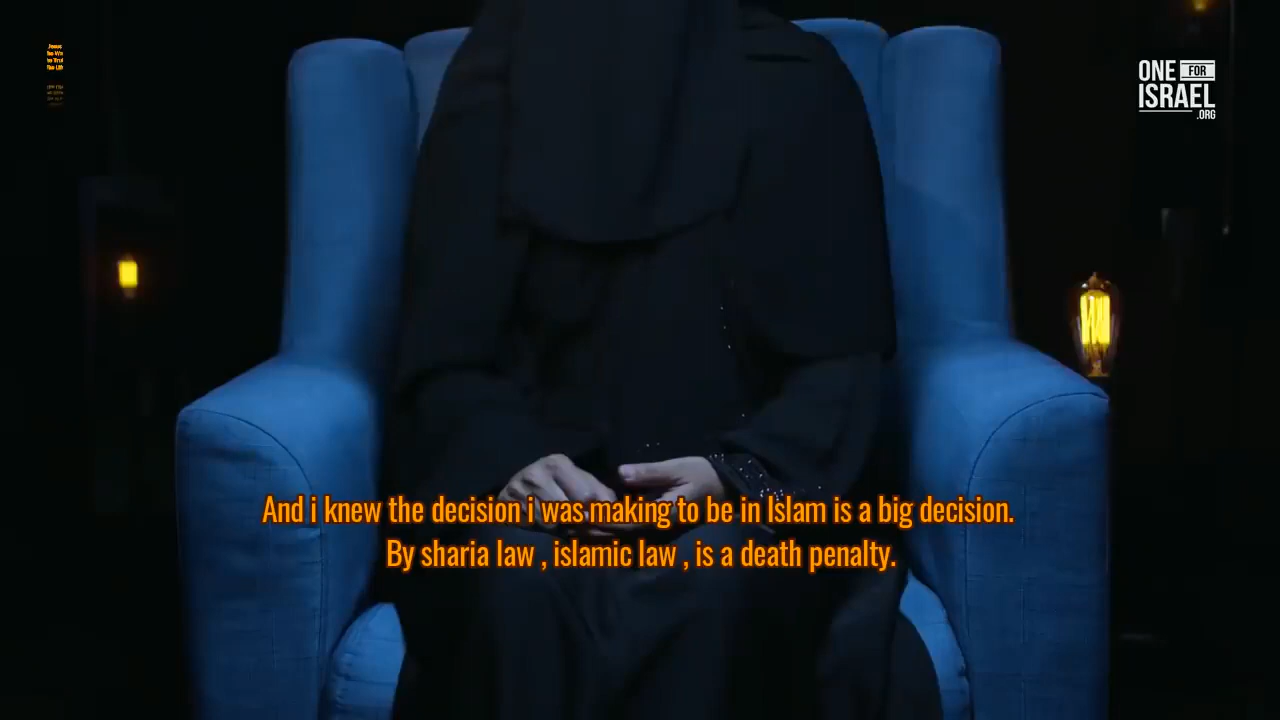 ONE FOR
ISRAEL
.ORG
And i knew the decision i was making to be in Islam is a big decision.
By sharia law , islamic law , is a death penalty.